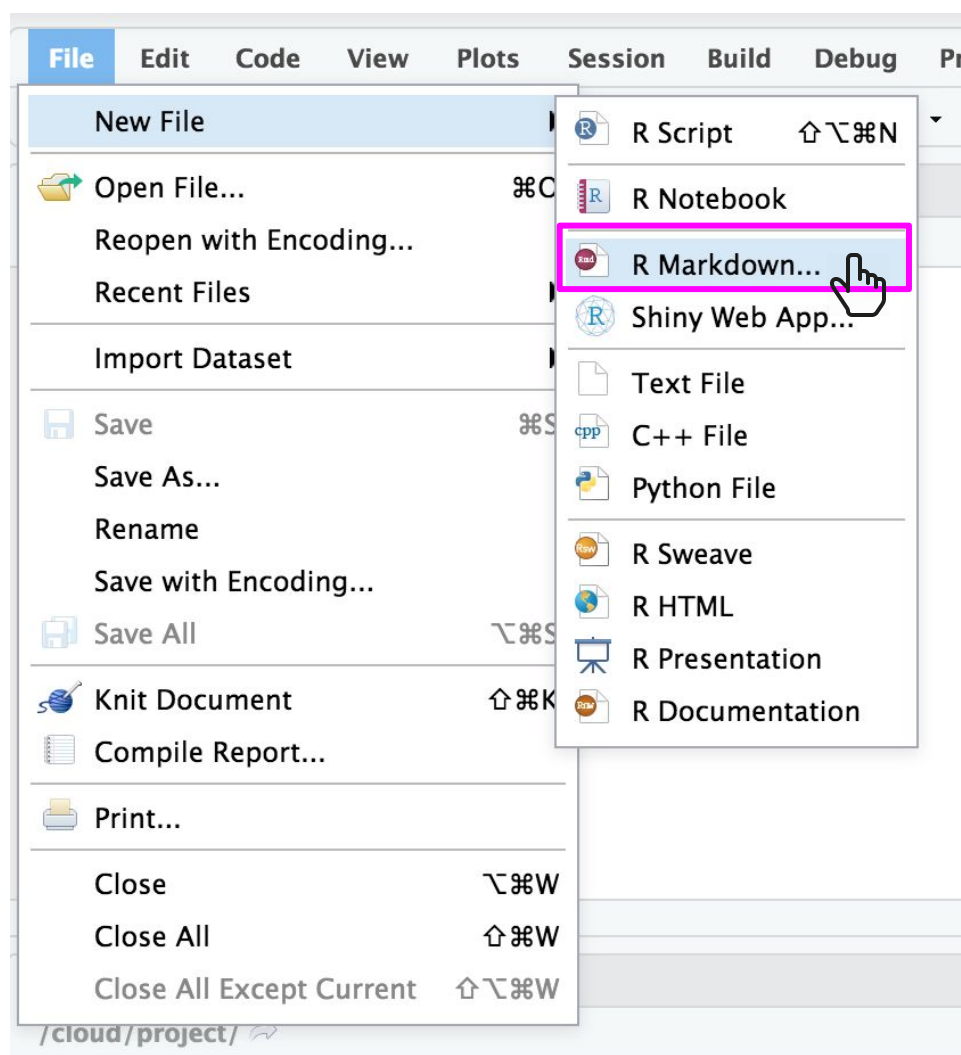 File Edit Code View Plots Session Build Debug Pr
New File
Open File... ⌘O
Reopen with Encoding...
Recent Files
Import Dataset
Save ⌘S
Save As...
Rename
Save with Encoding...
Save All ⌥⌘S
Knit Document ⇧⌘K
Compile Report...
Print...
Close ⌥⌘W
Close All ⇧⌘W
Close All Except Current ⇧⌥⌘W
R Script ⇧⌥⌘N
R Notebook
R Markdown...
Shiny Web App...
Text File
cpp C++ File
Python File
R Sweave
R HTML
R Presentation
R Documentation
/cloud/project/